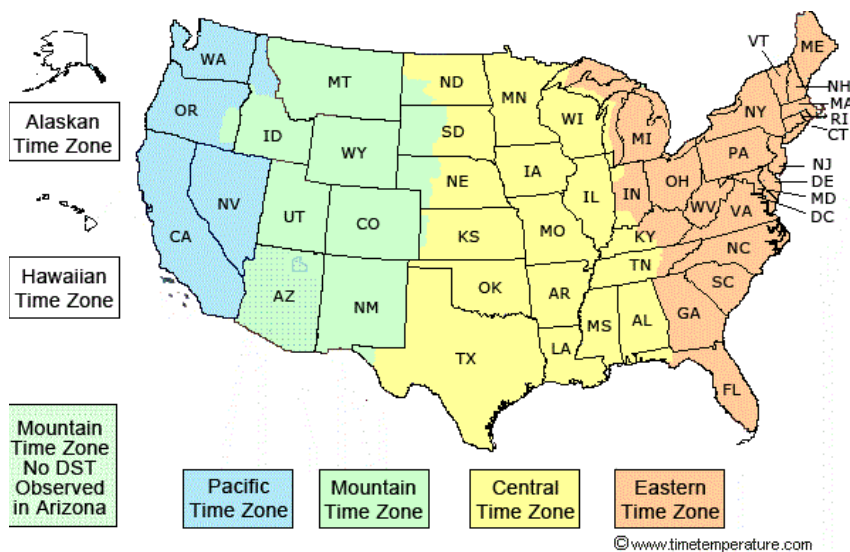 WA
MT
ND
MN
VT
ME
OR
ID
WY
SD
WI
MI
NY
NH
MA
RI
CT
Alaskan
Time Zone
NV
UT
CO
NE
IA
IL
IN
OH
PA
NJ
DE
MD
DC
CA
KS
MO
KY
WV
VA
Hawaiian
Time Zone
AZ
NM
OK
AR
TN
NC
SC
TX
LA
MS
AL
GA
FL
Mountain
Time Zone
No DST
Observed
in Arizona
Pacific
Time Zone
Mountain
Time Zone
Central
Time Zone
Eastern
Time Zone
©www.timetemperature.com